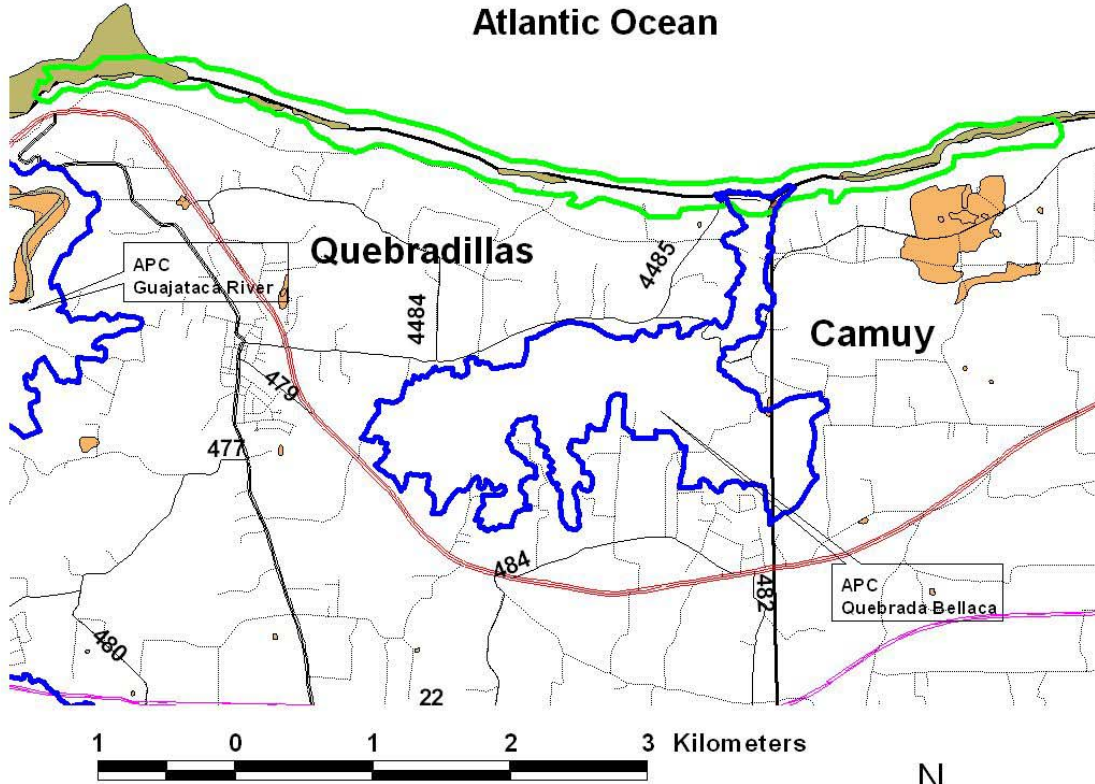 Atlantic Ocean
Quebradillas
4485
APC
Guajataca River
4484
Camuy
479
477
484
482
APC
Quebrada Bellaca
480
22
1 0 1 2 3 Kilometers
N